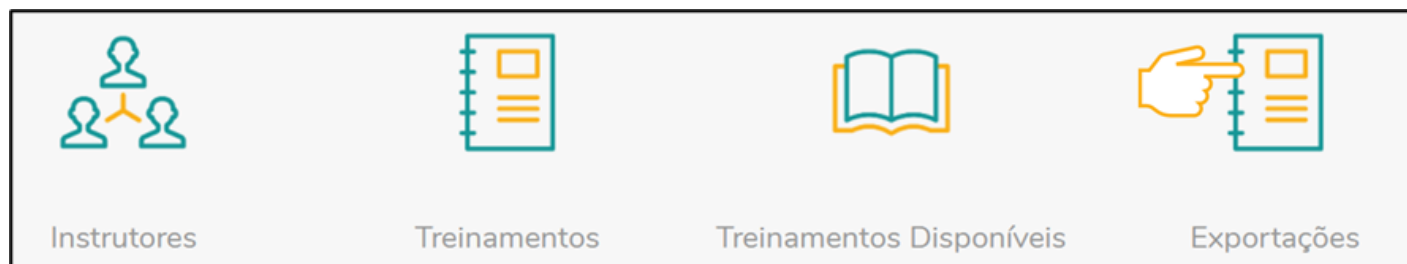 Instrutores
Treinamentos
Treinamentos Disponíveis
Exportações